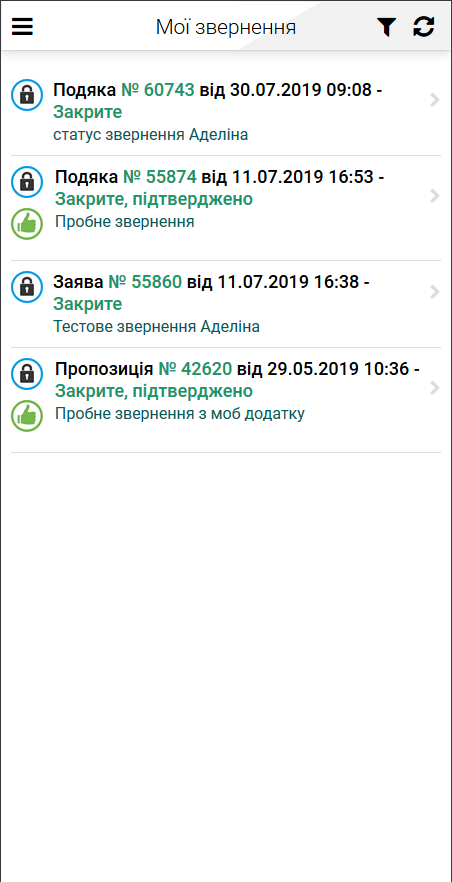 Мої звернення
Подяка № 60743 від 30.07.2019 09:08 -
Закрите
статус звернення Аделіна
Подяка № 55874 від 11.07.2019 16:53 -
Закрите, підтверджено
Пробне звернення
Заява № 55860 від 11.07.2019 16:38 -
Закрите
Тестове звернення Аделіна
Пропозиція № 42620 від 29.05.2019 10:36 -
Закрите, підтверджено
Пробне звернення з моб додатку